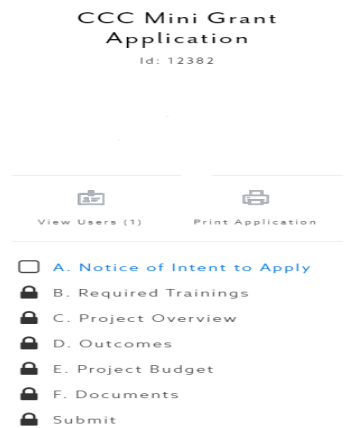 CCC Mini Grant
Application
Id: 12382
View Users (1)
Print Application
A. Notice of Intent to Apply
B. Required Trainings
C. Project Overview
D. Outcomes
E. Project Budget
F. Documents
Submit